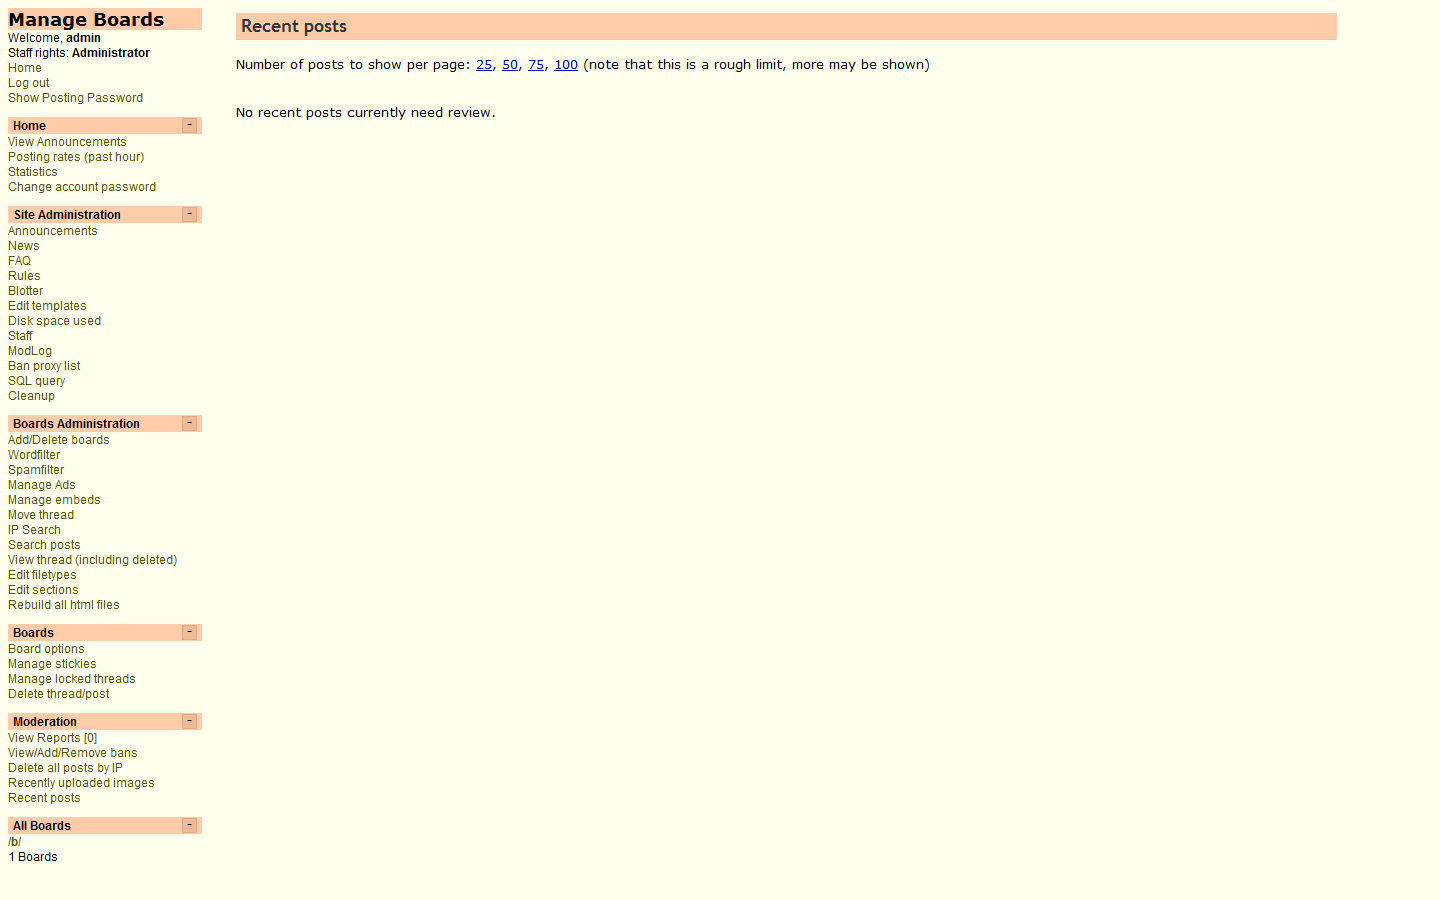 Manage Boards
Welcome, admin
Staff rights: Administrator
Home
Log out
Show Posting Password
Home -
View Announcements
Posting rates (past hour)
Statistics
Change account password
Site Administration -
Announcements
News
FAQ
Rules
Blotter
Edit templates
Disk space used
Staff
ModLog
Ban proxy list
SQL query
Cleanup
Boards Administration -
Add/Delete boards
Wordfilter
Spamfilter
Manage Ads
Manage embeds
Move thread
IP Search
Search posts
View thread (including deleted)
Edit filetypes
Edit sections
Rebuild all html files
Boards -
Board options
Manage stickies
Manage locked threads
Delete thread/post
Moderation -
View Reports [0]
View/Add/Remove bans
Delete all posts by IP
Recently uploaded images
Recent posts
All Boards -
/b/
1 Boards
Recent posts
Number of posts to show per page: 25, 50, 75, 100 (note that this is a rough limit, more may be shown)
No recent posts currently need review.